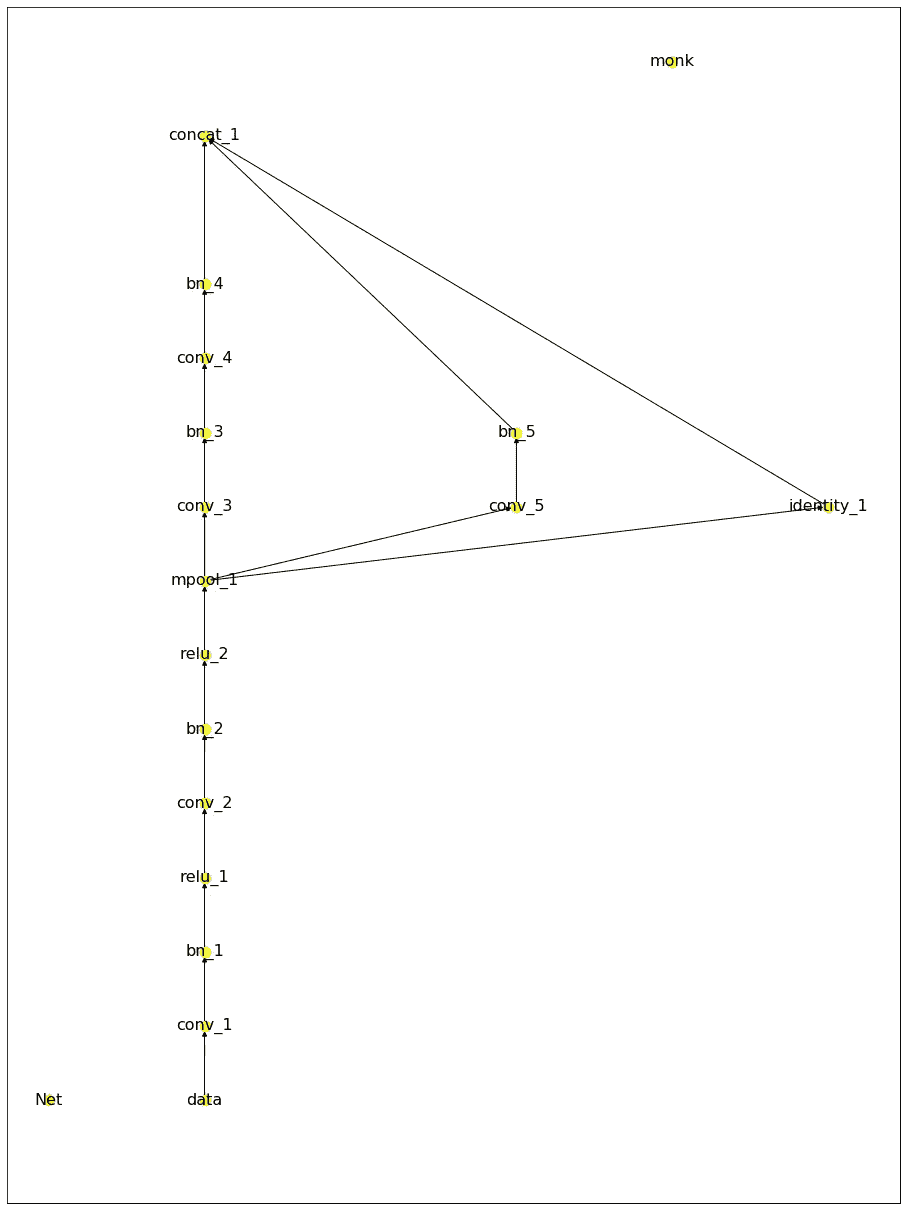 monk
concat_1
bn_4
conv_4
bn_3
bn_5
conv_3
conv_5
identity_1
mpool_1
relu_2
bn_2
conv_2
relu_1
bn_1
conv_1
Net
data